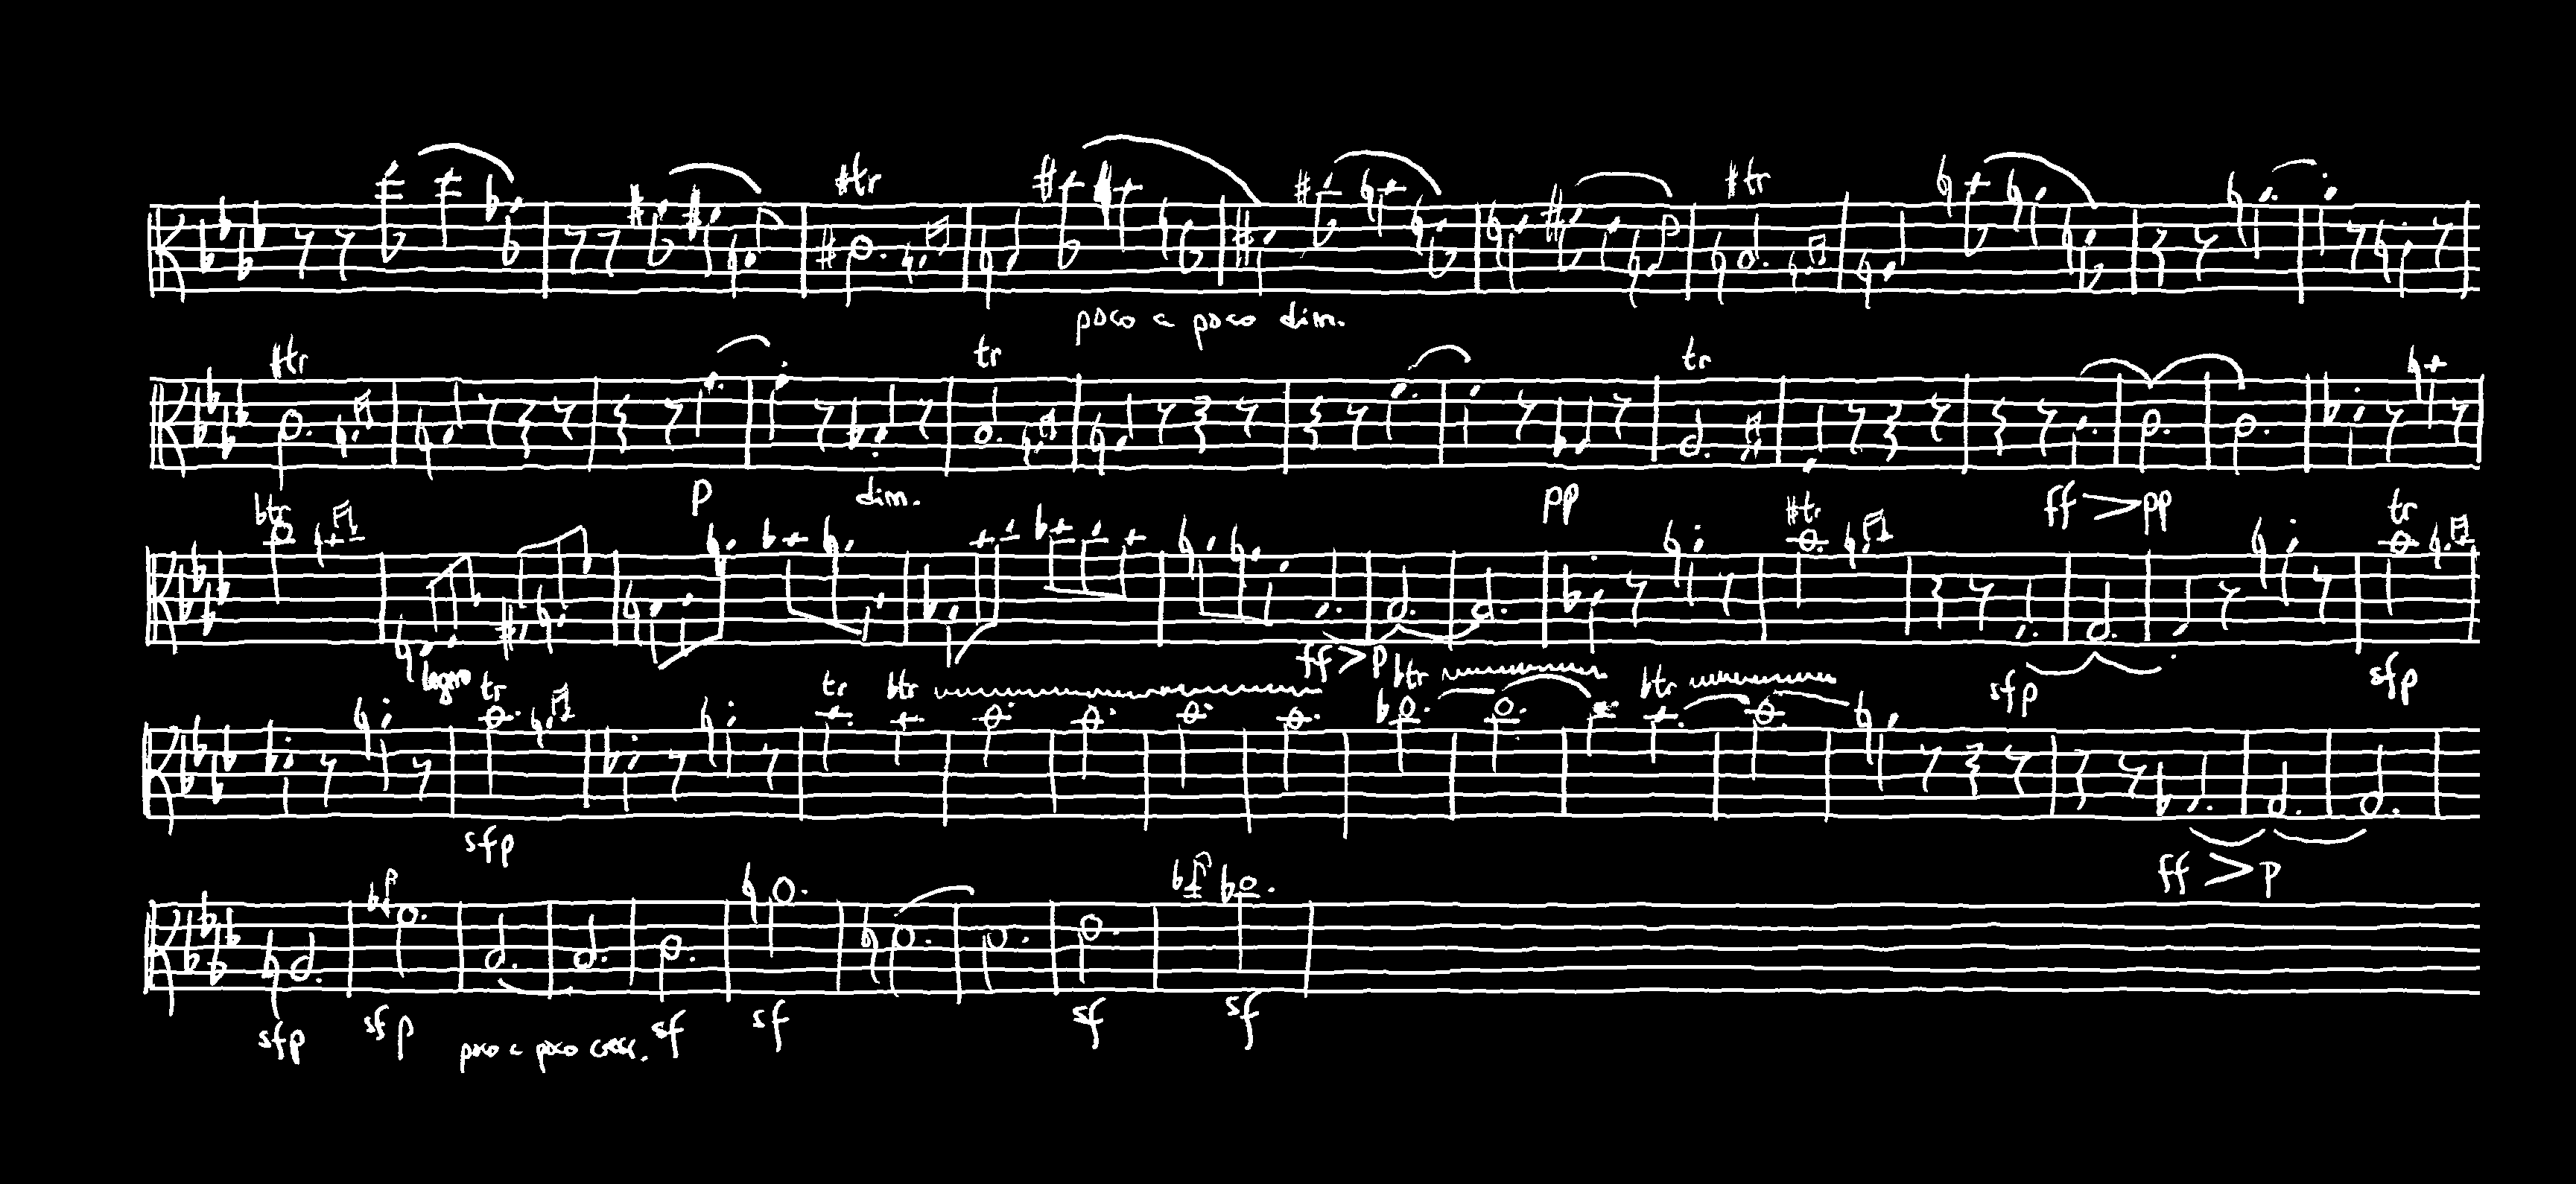 tr tr
poco a poco dim.
tr tr tr
p dim. pp ff pp
tr tr tr
legero ff p sfp sfp
tr tr tr tr tr
sfp ff p
sfp sfp poco a poco cresc. sf sf sf sf